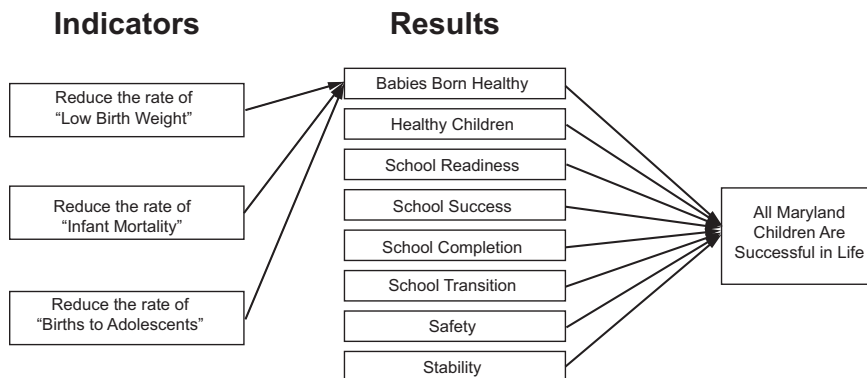 Indicators
Results
Reduce the rate of
“Low Birth Weight”
Reduce the rate of
“Infant Mortality”
Reduce the rate of
“Births to Adolescents”
Babies Born Healthy
Healthy Children
School Readiness
School Success
School Completion
School Transition
Safety
Stability
All Maryland
Children Are
Successful in Life